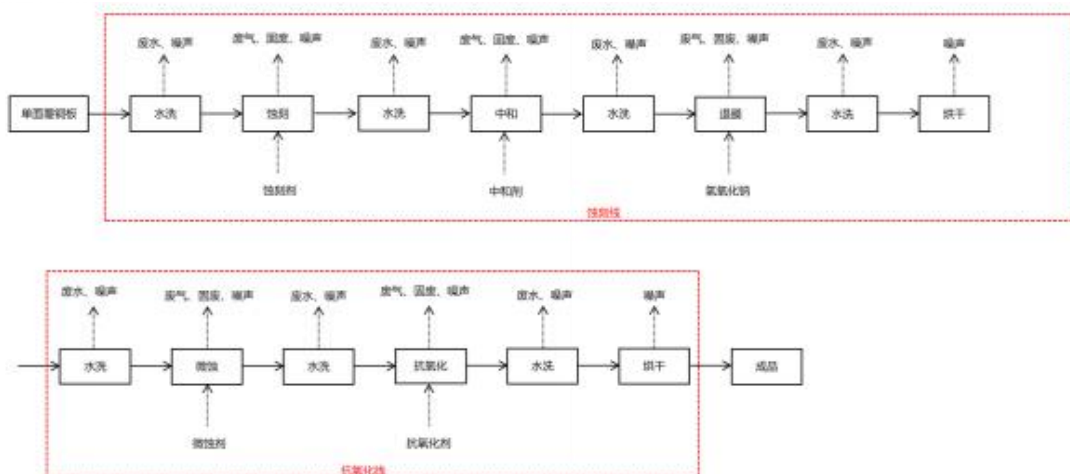 废水、噪声 废气、固废、噪声 废水、噪声 废气、固废、噪声 废水、噪声 废气、固废、噪声 废水、噪声 噪声
单面覆铜板 水洗 蚀刻 水洗 中和 水洗 退膜 水洗 烘干
蚀刻剂 中和剂 氢氧化钠
蚀刻线
废水、噪声 废气、固废、噪声 废水、噪声 废气、固废、噪声 废水、噪声 噪声
水洗 微蚀 水洗 抗氧化 水洗 烘干 成品
微蚀剂 抗氧化剂
抗氧化线